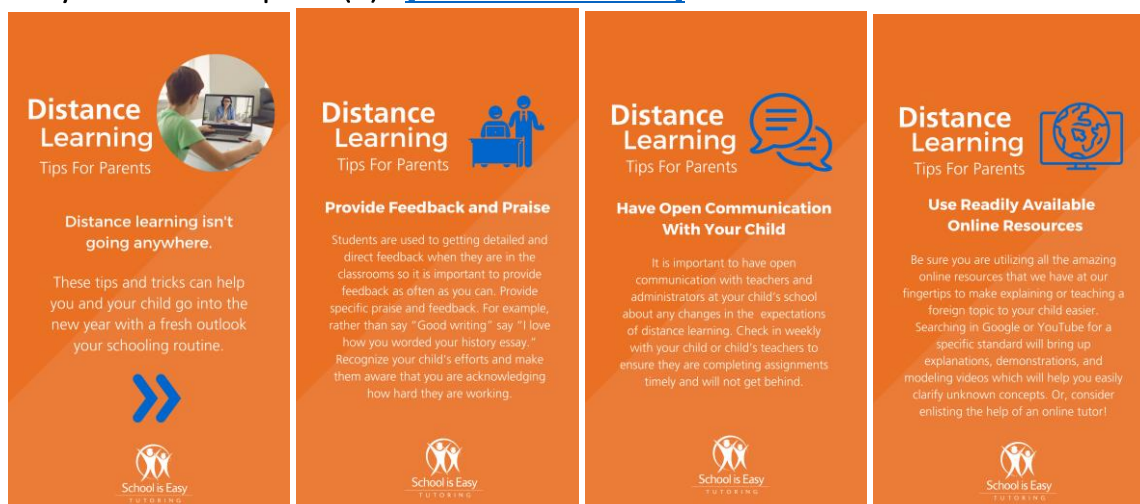 Distance
Learning
Tips For Parents
Distance learning isn't
going anywhere.
These tips and tricks can help
you and your child go into the
new year with a fresh outlook
your schooling routine.
School is Easy
TUTORING
Distance
Learning
Tips For Parents
Provide Feedback and Praise
Students are used to getting detailed and
direct feedback when they are in the
classrooms so it is important to provide
feedback as often as you can. Provide
specific praise and feedback. For example,
rather than say "Good writing" say "I love
how you worded your history essay."
Recognize your child's efforts and make
them aware that you are acknowledging
how hard they are working.
School is Easy
TUTORING
Distance
Learning
Tips For Parents
Have Open Communication
With Your Child
It is important to have open
communication with teachers and
administrators at your child's school
about any changes in the expectations
of distance learning. Check in weekly
with your child or child's teachers to
ensure they are completing assignments
timely and will not get behind.
School is Easy
TUTORING
Distance
Learning
Tips For Parents
Use Readily Available
Online Resources
Be sure you are utilizing all the amazing
online resources that we have at our
fingertips to make explaining or teaching a
foreign topic to your child easier.
Searching in Google or YouTube for a
specific standard will bring up
explanations, demonstrations, and
modeling videos which will help you easily
clarify unknown concepts. Or, consider
enlisting the help of an online tutor!
School is Easy
TUTORING